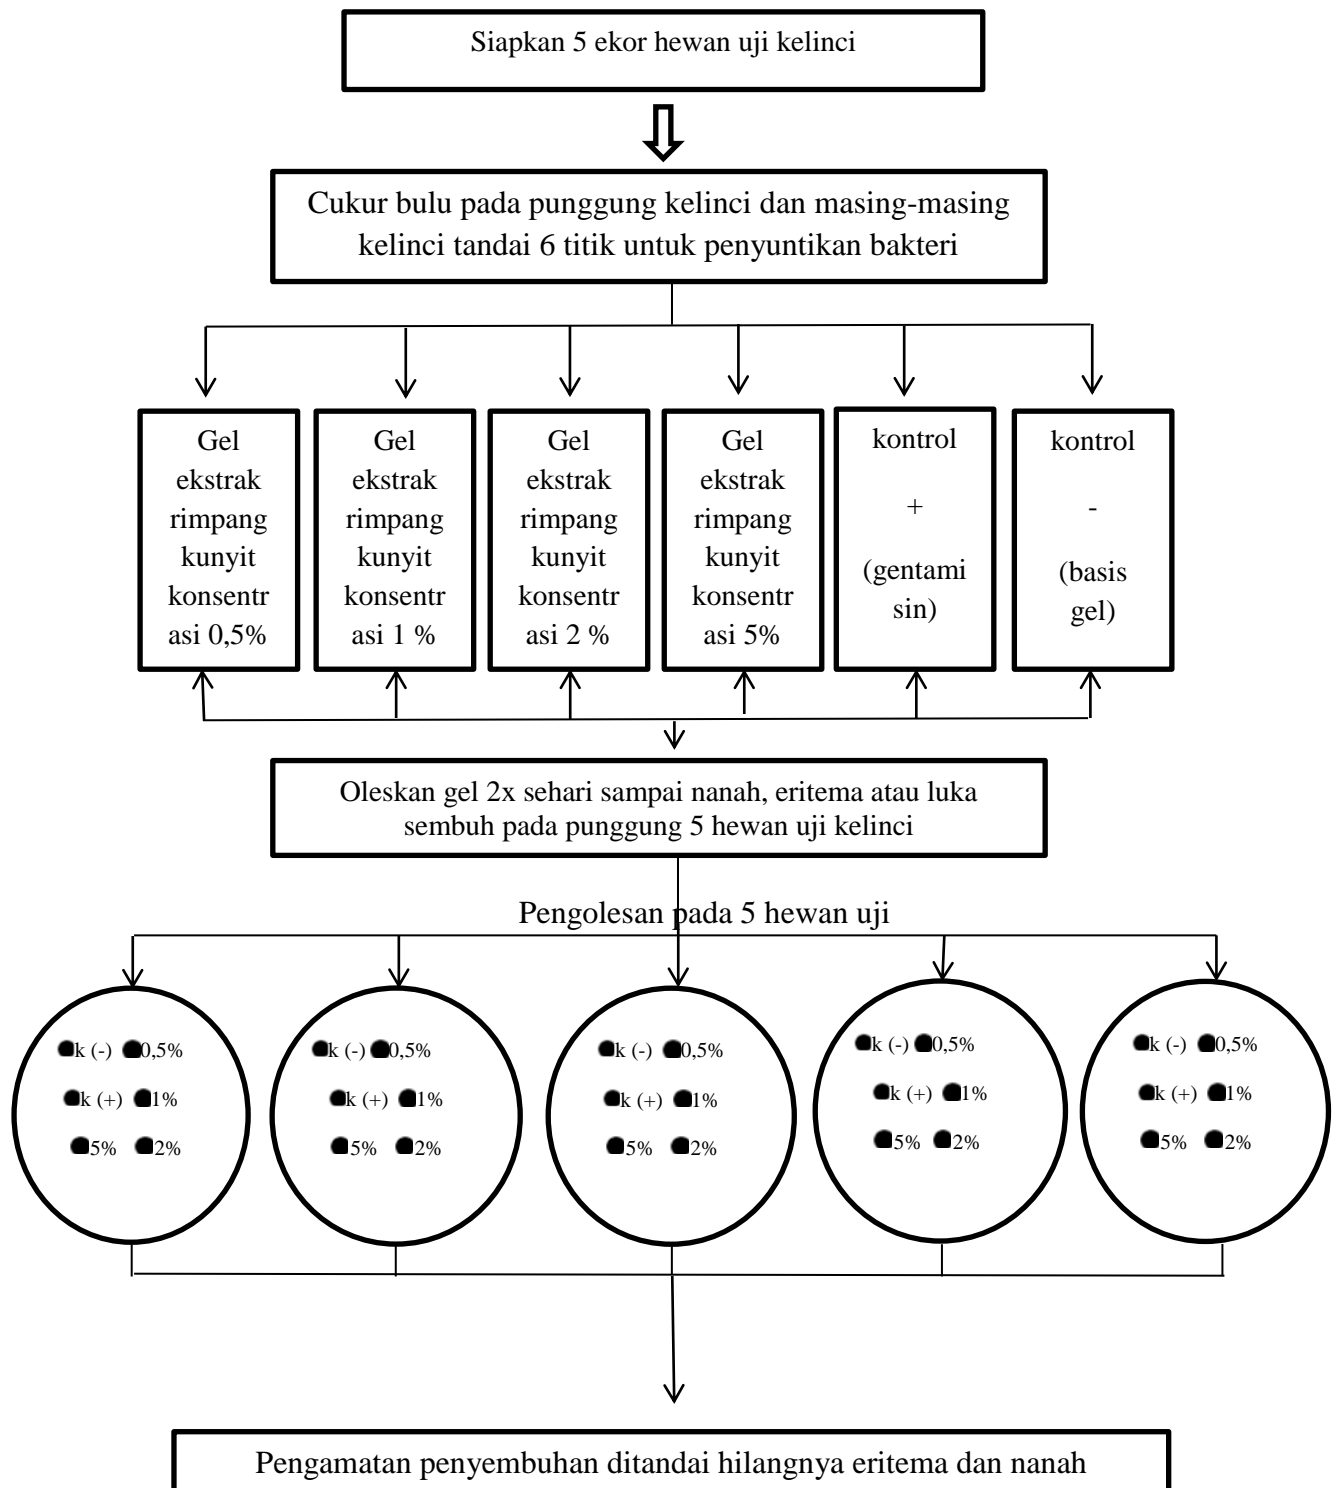 Siapkan 5 ekor hewan uji kelinci
Cukur bulu pada punggung kelinci dan masing-masing
kelinci tandai 6 titik untuk penyuntikan bakteri
Gel
ekstrak
rimpang
kunyit
konsentr
asi 0,5%
Gel
ekstrak
rimpang
kunyit
konsentr
asi 1 %
Gel
ekstrak
rimpang
kunyit
konsentr
asi 2 %
Gel
ekstrak
rimpang
kunyit
konsentr
asi 5%
kontrol
+
(gentami
sin)
kontrol
-
(basis
gel)
Oleskan gel 2x sehari sampai nanah, eritema atau luka
sembuh pada punggung 5 hewan uji kelinci
Pengolesan pada 5 hewan uji
k (-) 0,5%
k (+) 1%
5% 2%
k (-) 0,5%
k (+) 1%
5% 2%
k (-) 0,5%
k (+) 1%
5% 2%
k (-) 0,5%
k (+) 1%
5% 2%
k (-) 0,5%
k (+) 1%
5% 2%
Pengamatan penyembuhan ditandai hilangnya eritema dan nanah